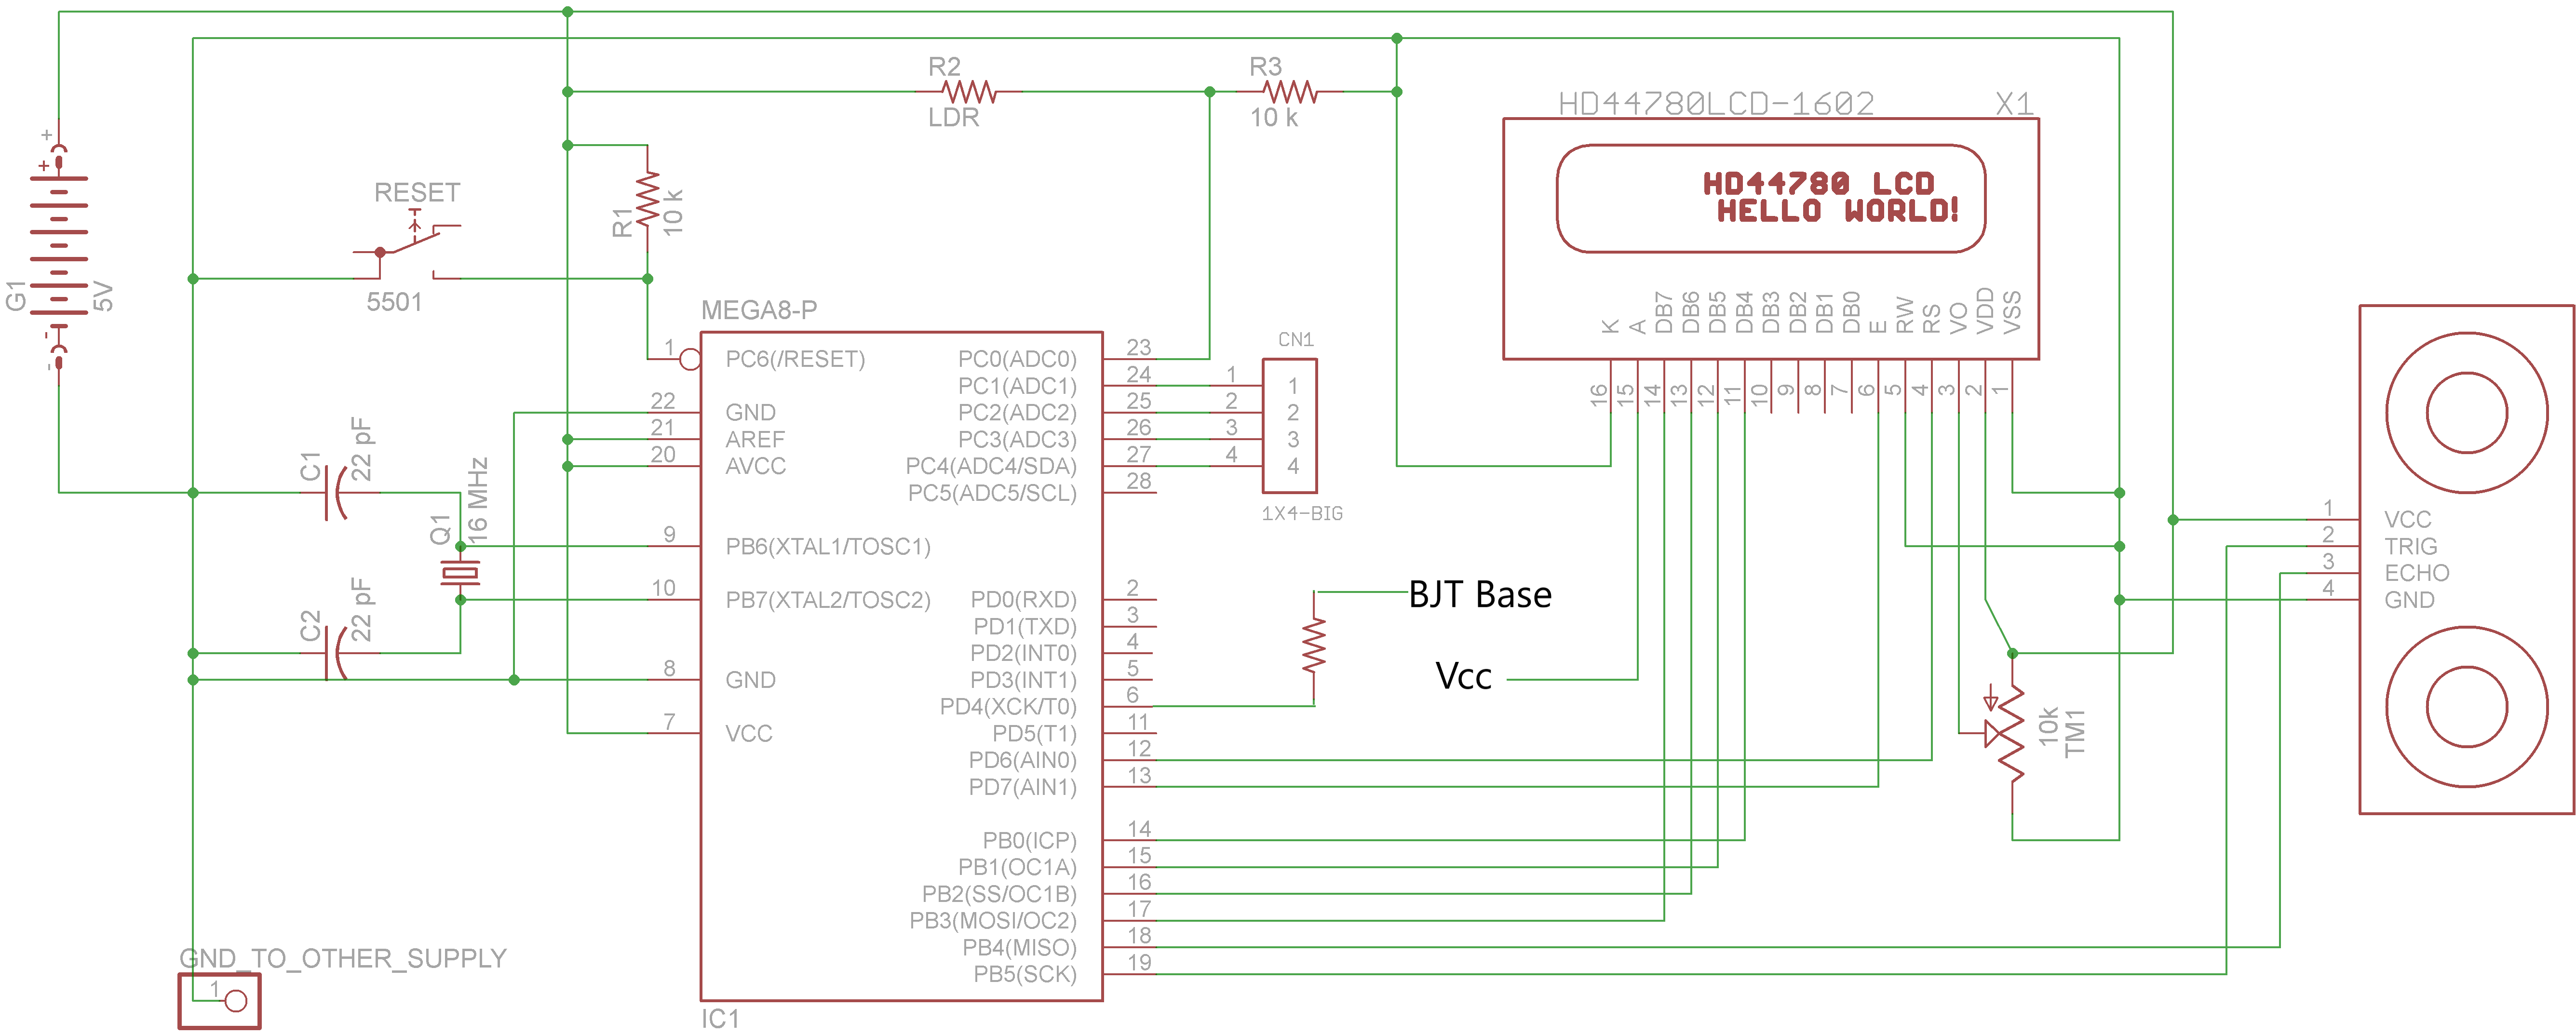 R2
LDR
R3
10 k
HD44780LCD-1602
X1
HD44780 LCD
HELLO WORLD!
K
A
DB7
DB6
DB5
DB4
DB3
DB2
DB1
DB0
E
RW
RS
VO
VDD
VSS
16
15
14
13
12
11
10
9
8
7
6
5
4
3
2
1
+
+
-
-
G1
5V
RESET
5501
R1
10 k
C1
22 pF
C2
22 pF
Q1
16 MHz
MEGA8-P
1 PC6(/RESET)
22 GND
21 AREF
20 AVCC
9 PB6(XTAL1/TOSC1)
10 PB7(XTAL2/TOSC2)
8 GND
7 VCC
PC0(ADC0) 23
PC1(ADC1) 24
PC2(ADC2) 25
PC3(ADC3) 26
PC4(ADC4/SDA) 27
PC5(ADC5/SCL) 28
PD0(RXD) 2
PD1(TXD) 3
PD2(INT0) 4
PD3(INT1) 5
PD4(XCK/T0) 6
PD5(T1) 11
PD6(AIN0) 12
PD7(AIN1) 13
PB0(ICP) 14
PB1(OC1A) 15
PB2(SS/OC1B) 16
PB3(MOSI/OC2) 17
PB4(MISO) 18
PB5(SCK) 19
IC1
CN1
1 1
2 2
3 3
4 4
1X4-BIG
BJT Base
Vcc
10k
TM1
1 VCC
2 TRIG
3 ECHO
4 GND
GND_TO_OTHER_SUPPLY
1